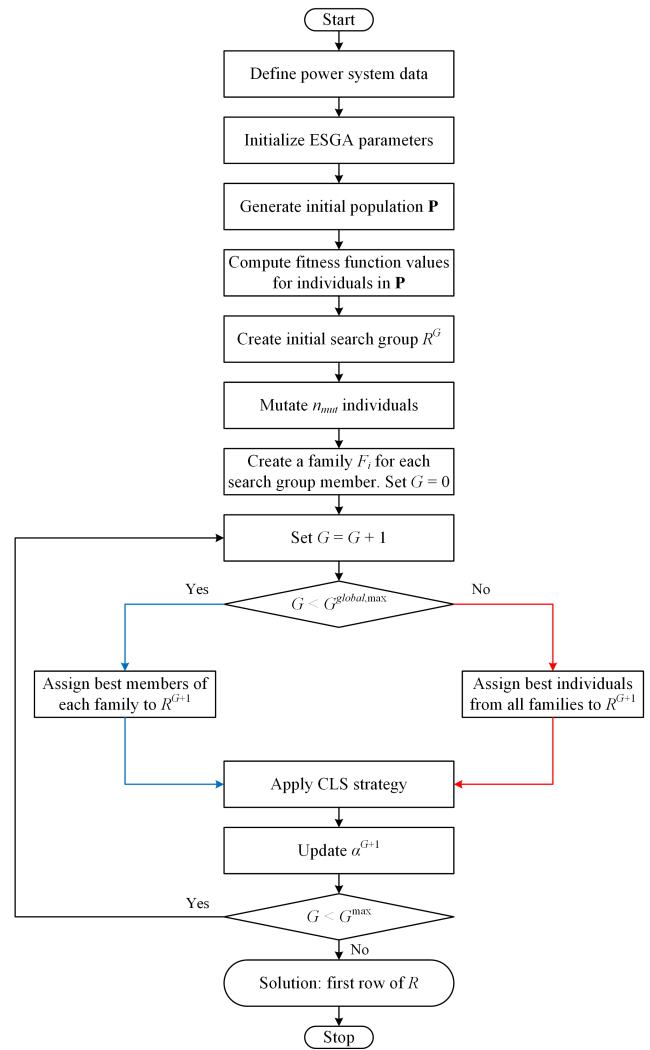 Start
Define power system data
Initialize ESGA parameters
Generate initial population P
Compute fitness function values
for individuals in P
Create initial search group R^G
Mutate n_mut individuals
Create a family F_i for each
search group member. Set G = 0
Set G = G + 1
Yes
No
G < G^global,max
Assign best members of
each family to R^G+1
Assign best individuals
from all families to R^G+1
Apply CLS strategy
Update α^G+1
Yes
G < G^max
No
Solution: first row of R
Stop